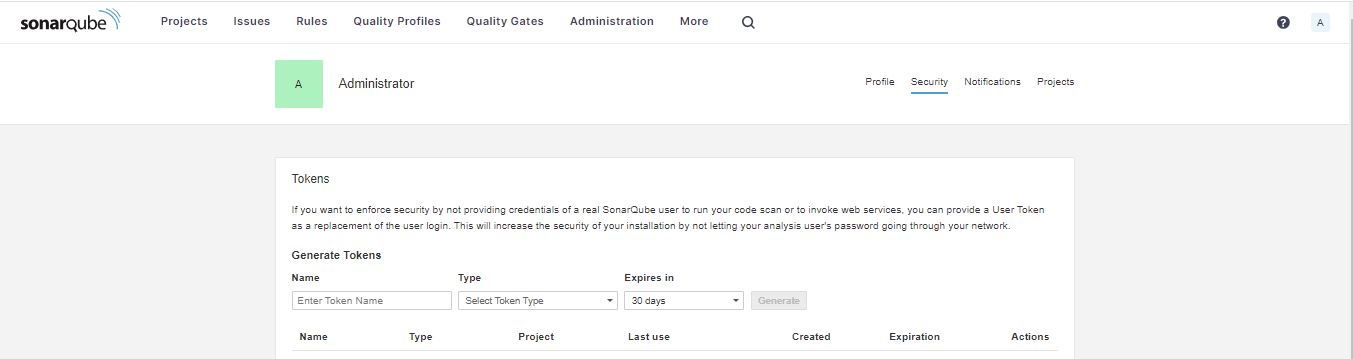 sonarqube Projects Issues Rules Quality Profiles Quality Gates Administration More ? A
A Administrator Profile Security Notifications Projects
Tokens
If you want to enforce security by not providing credentials of a real SonarQube user to run your code scan or to invoke web services, you can provide a User Token
as a replacement of the user login. This will increase the security of your installation by not letting your analysis user's password going through your network.
Generate Tokens
Name Type Expires in
Enter Token Name Select Token Type 30 days Generate
Name Type Project Last use Created Expiration Actions